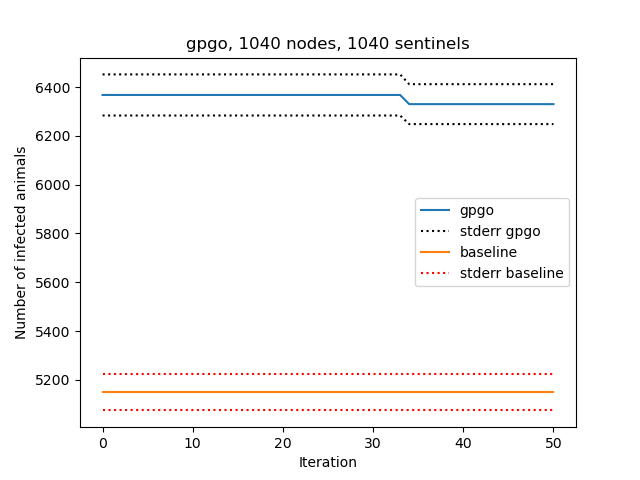 gpgo, 1040 nodes, 1040 sentinels
Number of infected animals
6400
6200
6000
5800
5600
5400
5200
gpgo
stderr gpgo
baseline
stderr baseline
0 10 20 30 40 50
Iteration